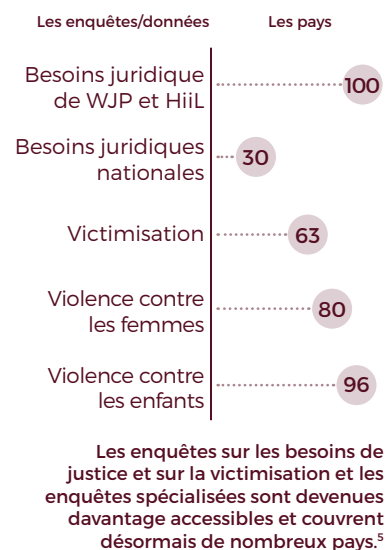 Les enquêtes/données Les pays
Besoins juridique
de WJP et HiiL
100
Besoins juridiques
nationales
30
Victimisation
63
Violence contre
les femmes
80
Violence contre
les enfants
96
Les enquêtes sur les besoins de
justice et sur la victimisation et les
enquêtes spécialisées sont devenues
davantage accessibles et couvrent
désormais de nombreux pays.⁵